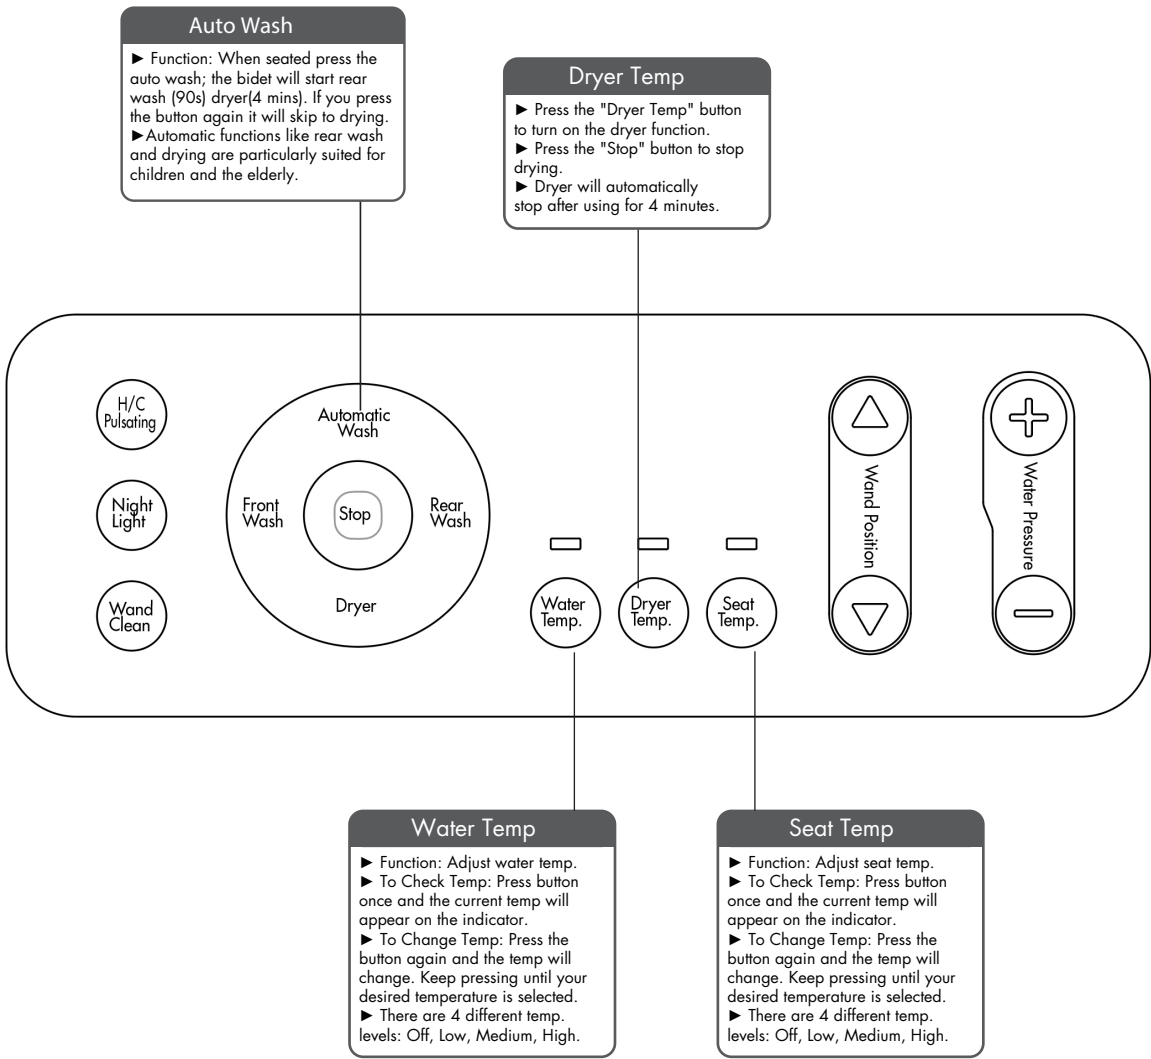 Auto Wash
► Function: When seated press the
auto wash; the bidet will start rear
wash (90s) dryer(4 mins). If you press
the button again it will skip to drying.
►Automatic functions like rear wash
and drying are particularly suited for
children and the elderly.
Dryer Temp
► Press the "Dryer Temp" button
to turn on the dryer function.
► Press the "Stop" button to stop
drying.
► Dryer will automatically
stop after using for 4 minutes.
H/C
Pulsating
Night
Light
Wand
Clean
Automatic
Wash
Front
Wash
Stop
Rear
Wash
Dryer
Water
Temp.
Dryer
Temp.
Seat
Temp.
Wand Position
Water Pressure
Water Temp
► Function: Adjust water temp.
► To Check Temp: Press button
once and the current temp will
appear on the indicator.
► To Change Temp: Press the
button again and the temp will
change. Keep pressing until your
desired temperature is selected.
► There are 4 different temp.
levels: Off, Low, Medium, High.
Seat Temp
► Function: Adjust seat temp.
► To Check Temp: Press button
once and the current temp will
appear on the indicator.
► To Change Temp: Press the
button again and the temp will
change. Keep pressing until your
desired temperature is selected.
► There are 4 different temp.
levels: Off, Low, Medium, High.